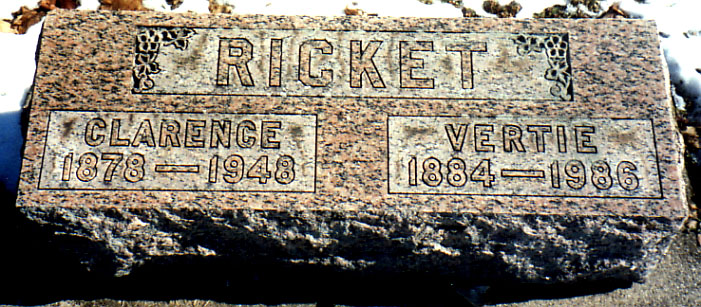 RICKET
CLARENCE
1878 — 1948
VERTIE
1884 — 1986